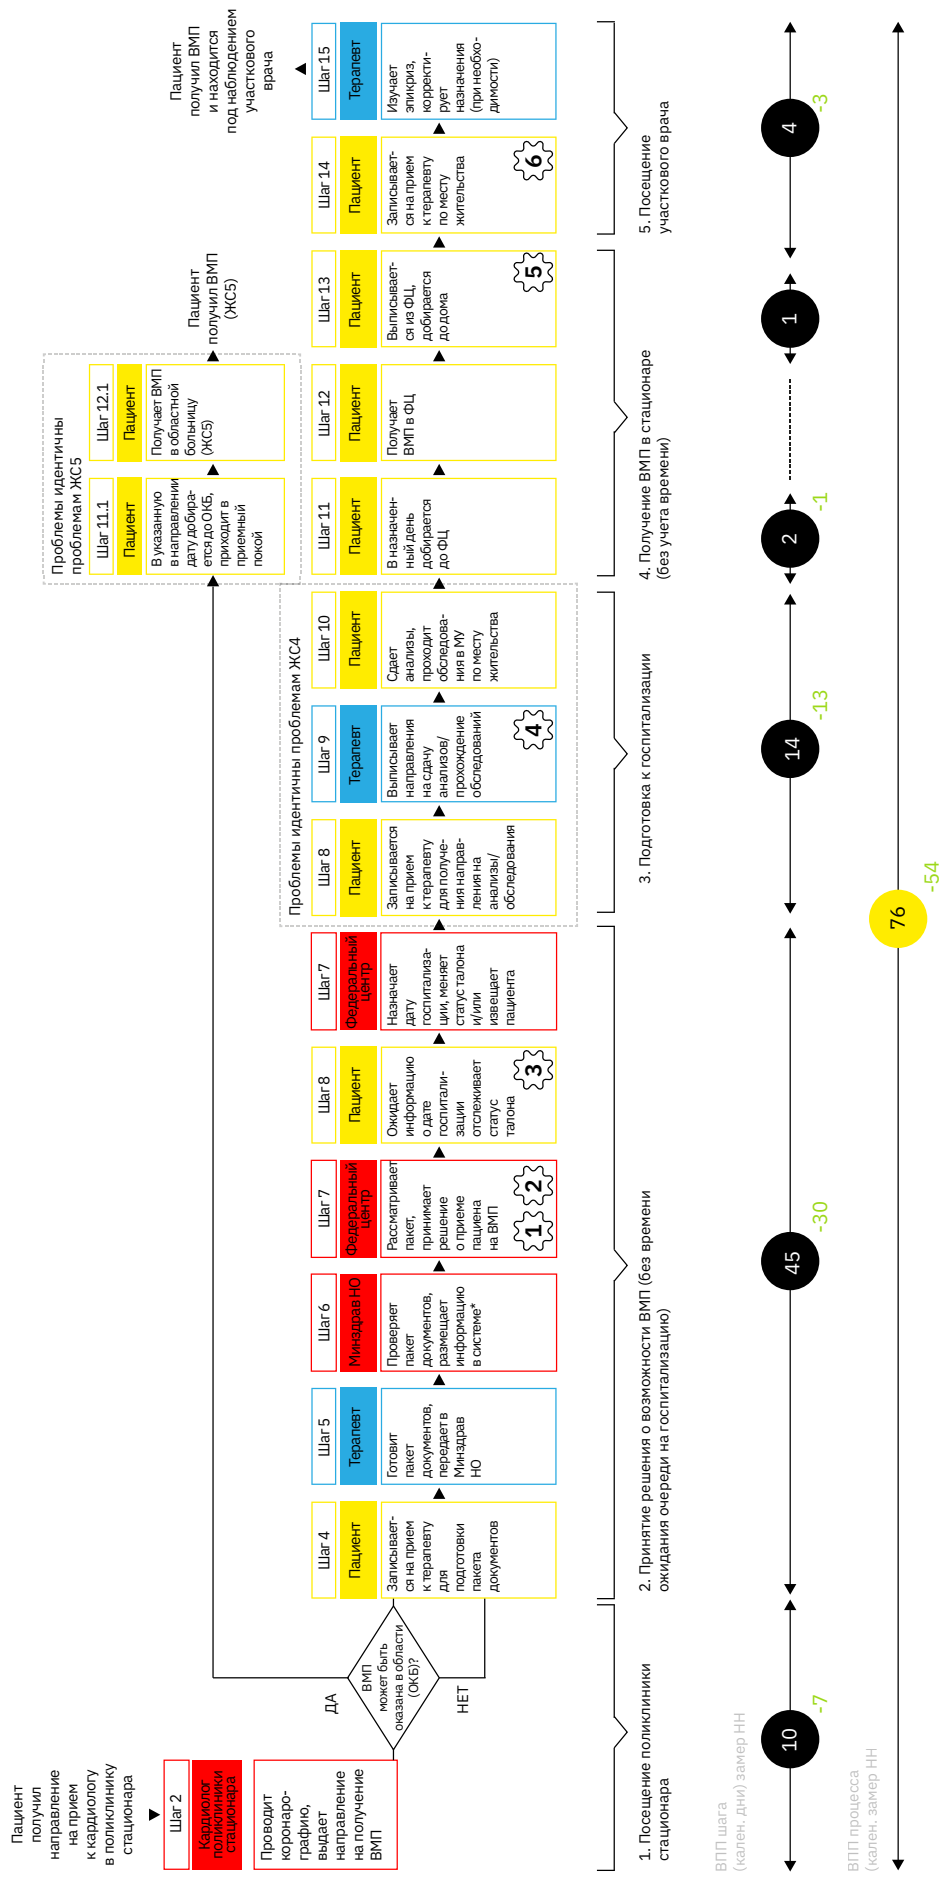 Пациент
получил
направление
на прием
к кардиологу
в поликлинику
стационара
Шаг 2
Кардиолог
поликлиники
стационара
Проводит
коронаро-
графию,
выдает
направление
на получение
ВМП
ВМП
может быть
оказана в области
(ОКБ)?
ДА
НЕТ
Проблемы идентичны
проблемам ЖС5
Шаг 11.1
Пациент
В указанную
в направлении
дату добира-
ется до ОКБ,
приходит в
приемный
покой
Шаг 12.1
Пациент
Получает ВМП
в областной
больницу
(ЖС5)
Пациент
получил ВМП
(ЖС5)
Шаг 4
Пациент
Записывает-
ся на прием
к терапевту
для
подготовки
пакета
документов
Шаг 5
Терапевт
Готовит
пакет
документов,
передает в
Минздрав
НО
Шаг 6
Минздрав НО
Проверяет
пакет
документов,
размещает
информацию
в системе*
Шаг 7
Федеральный
центр
Рассматривает
пакет,
принимает
решение
о приеме
пациена
на ВМП
1
2
Шаг 8
Пациент
Ожидает
информацию
о дате
госпитали-
зации
отслеживает
статус
талона
3
Шаг 7
Федеральный
центр
Назначает
дату
госпитализа-
ции, меняет
статус талона
и/или
извещает
пациента
Проблемы идентичны проблемам ЖС4
Шаг 8
Пациент
Записывается
на прием
к терапевту
для получе-
ния направ-
ления на
анализы/
обследования
Шаг 9
Терапевт
Выписывает
направления
на сдачу
анализов/
прохождение
обследований
4
Шаг 10
Пациент
Сдает
анализы,
проходит
обследова-
ния в МУ
по месту
жительства
Шаг 11
Пациент
В назначен-
ный день
добирается
до ФЦ
Шаг 12
Пациент
Получает
ВМП в ФЦ
Шаг 13
Пациент
Выписывает-
ся из ФЦ,
добирается
до дома
5
Шаг 14
Пациент
Записывает-
ся на прием
к терапевту
по месту
жительства
6
Шаг 15
Терапевт
Изучает
эпикриз,
корректи-
рует
назначения
(при необхо-
димости)
Пациент
получил ВМП
и находится
под наблюдением
участкового
врача
1. Посещение поликлиники
стационара
2. Принятие решения о возможности ВМП (без времени
ожидания очереди на госпитализацию)
3. Подготовка к госпитализации
4. Получение ВМП в стационаре
(без учета времени)
5. Посещение
участкового врача
ВПП шага
(кален. дни) замер НН
10
-7
45
-30
14
-13
2
-1
1
4
-3
ВПП процесса
(кален. замер НН
76
-54